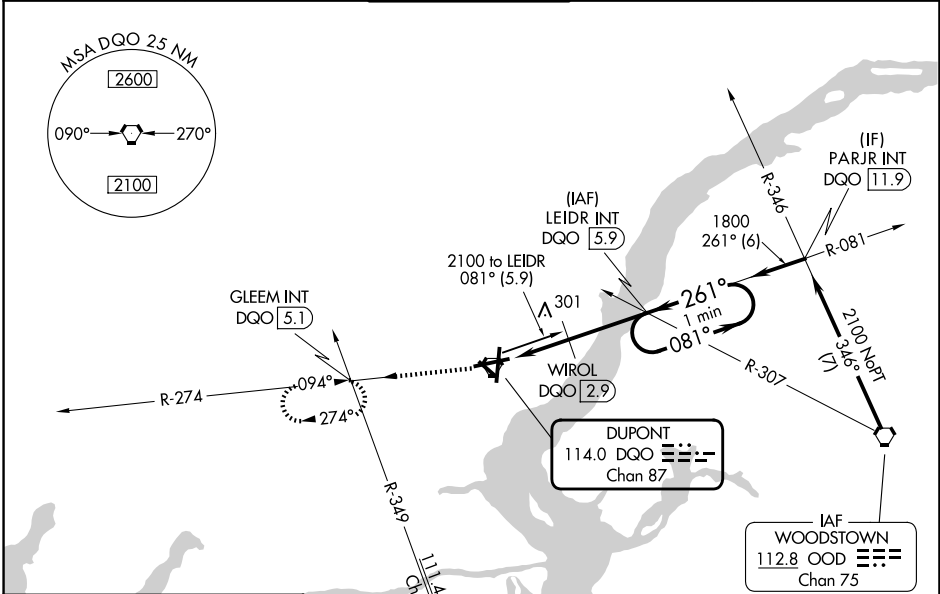 MSA DQO 25 NM
2600
090°
270°
2100
(IF)
PARJR INT
DQO 11.9
R-346
(IAF)
LEIDR INT
DQO 5.9
1800
261° (6)
R-081
2100 to LEIDR
081° (5.9)
GLEEM INT
DQO 5.1
301
261°
1 min
081°
2100 NoPT
346°
(7)
R-307
WIROL
DQO 2.9
094°
R-274
274°
DUPONT
114.0 DQO
Chan 87
R-349
IAF
WOODSTOWN
112.8 OOD
Chan 75
111.4
Ch